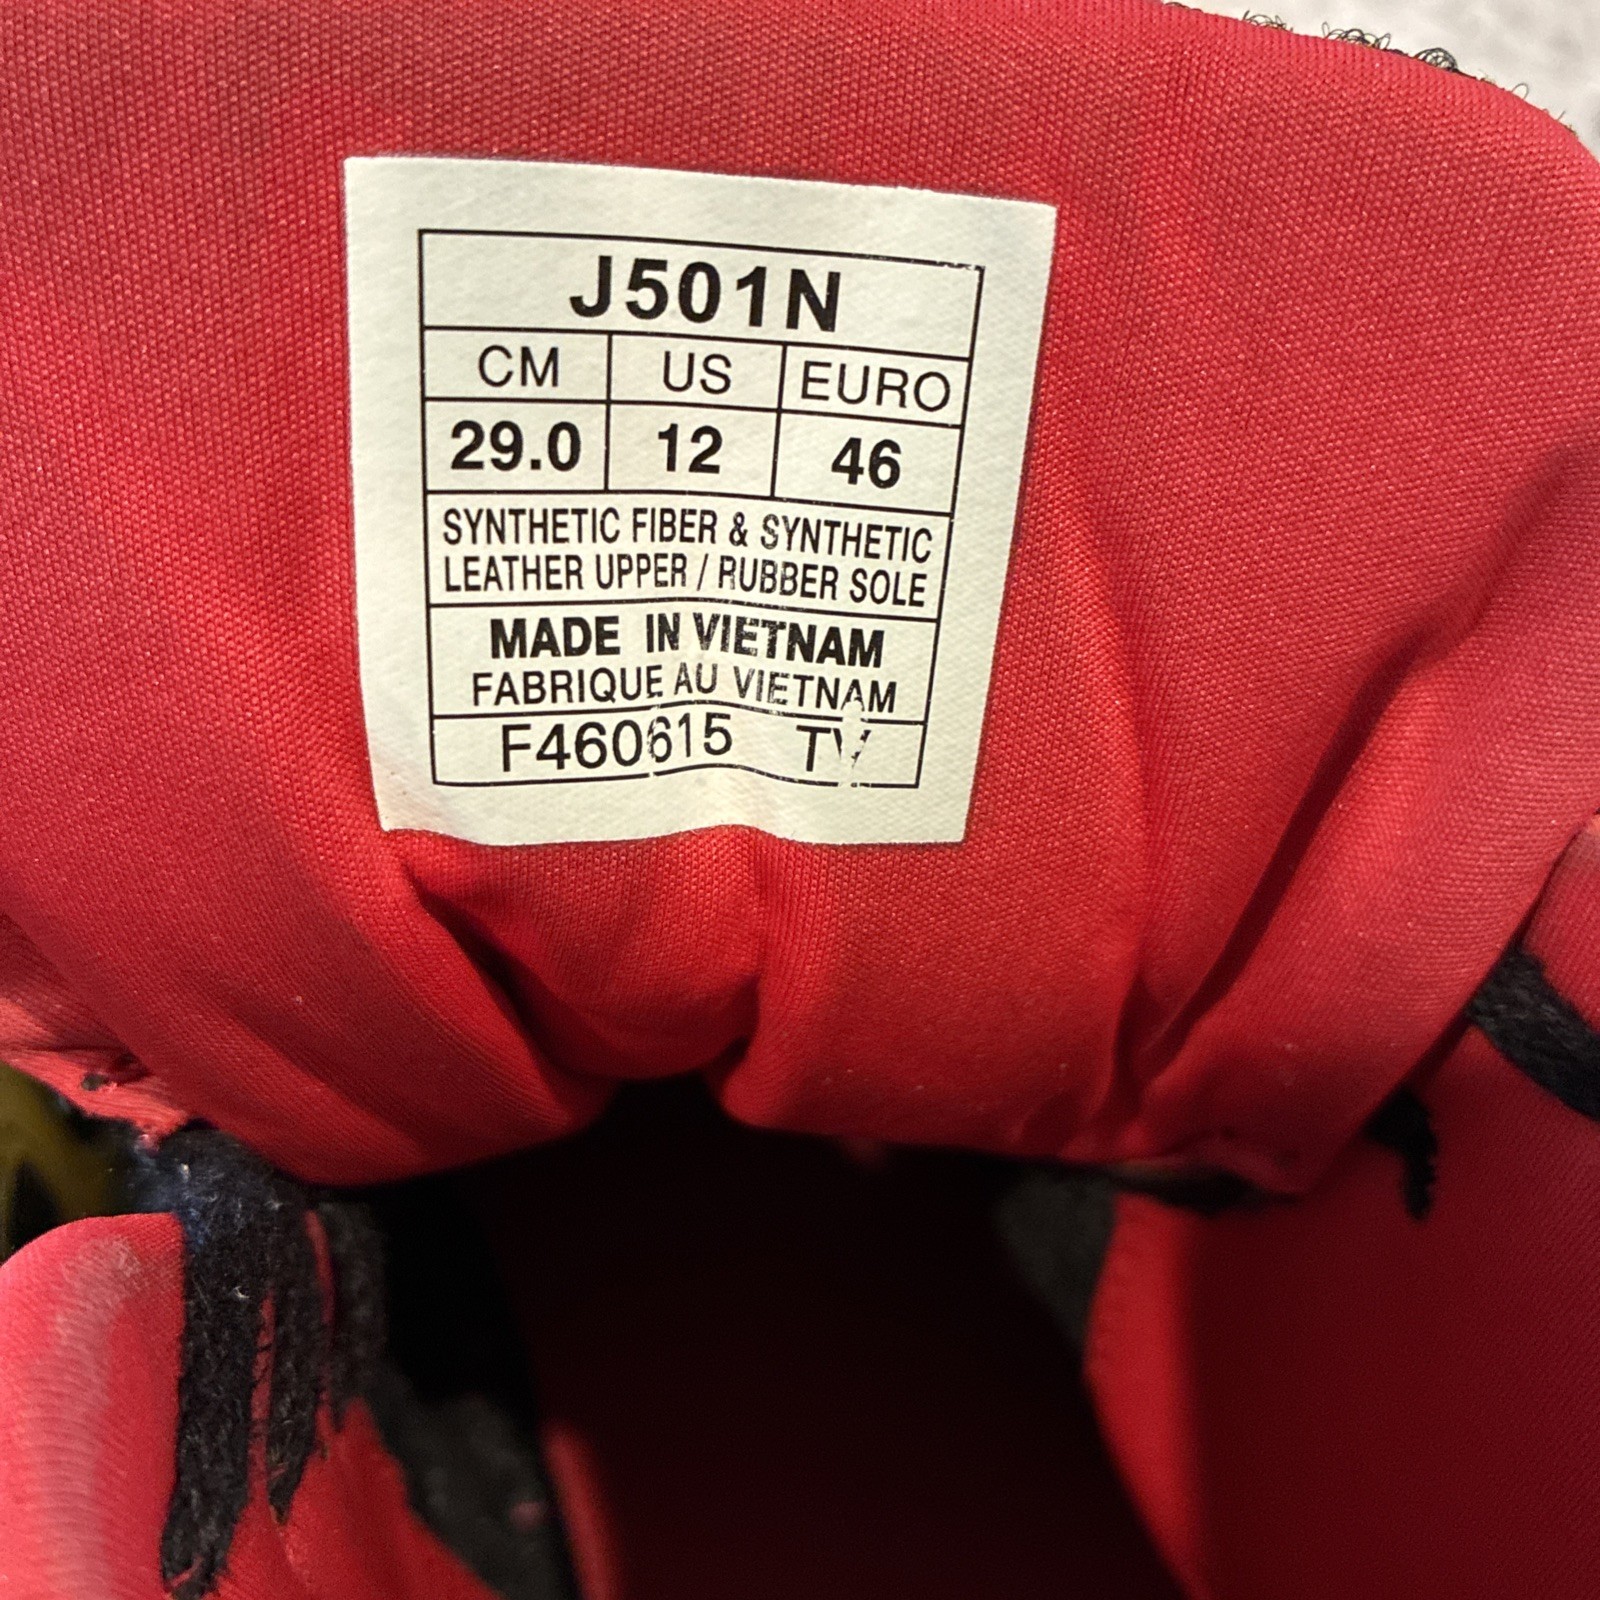 J501N
CM US EURO
29.0 12 46
SYNTHETIC FIBER & SYNTHETIC
LEATHER UPPER / RUBBER SOLE
MADE IN VIETNAM
FABRIQUE AU VIETNAM
F460615 TV